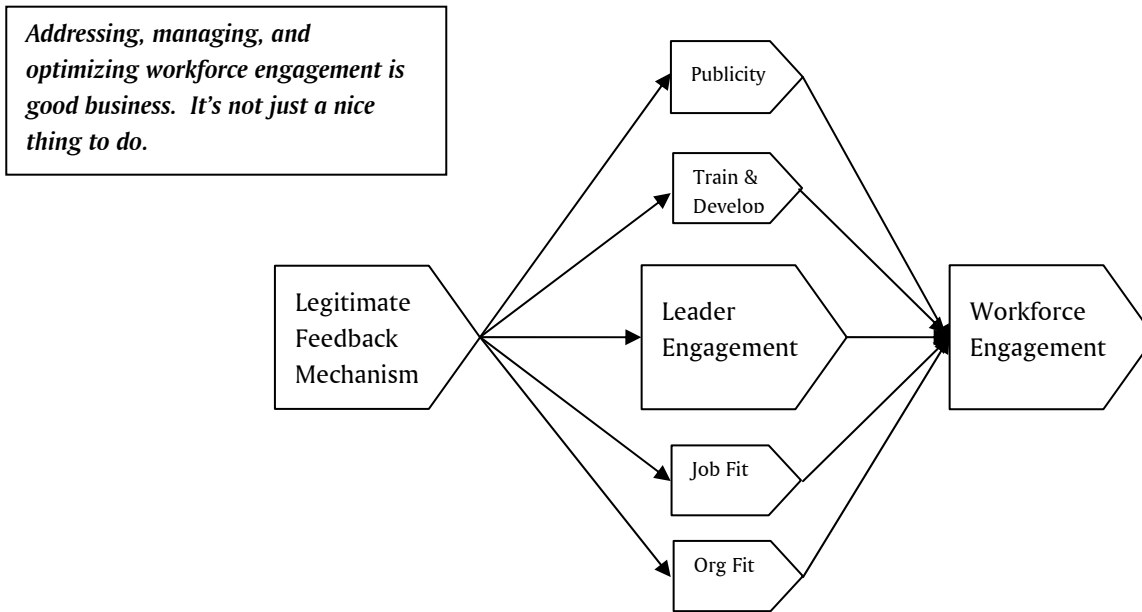 Addressing, managing, and
optimizing workforce engagement is
good business.  It’s not just a nice
thing to do.
Publicity
Train &
Develop
Legitimate
Feedback
Mechanism
Leader
Engagement
Workforce
Engagement
Job Fit
Org Fit